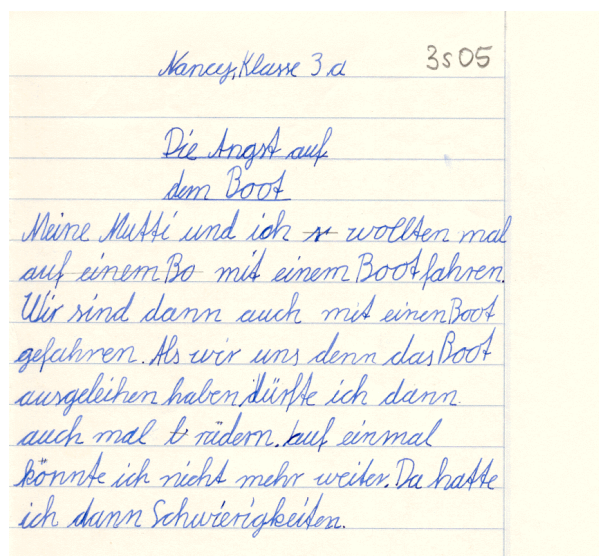 Nancy, Klasse 3.a
3s05
Die Angst auf
dem Boot
Meine Mutti und ich wollten mal
auf einem Bo mit einem Boot fahren.
Wir sind dann auch mit einen Boot
gefahren. Als wir uns denn das Boot
ausgeleihen haben dürfte ich dann
auch mal rädern. Auf einmal
könnte ich nicht mehr weiter. Da hatte
ich dann Schwierigkeiten.